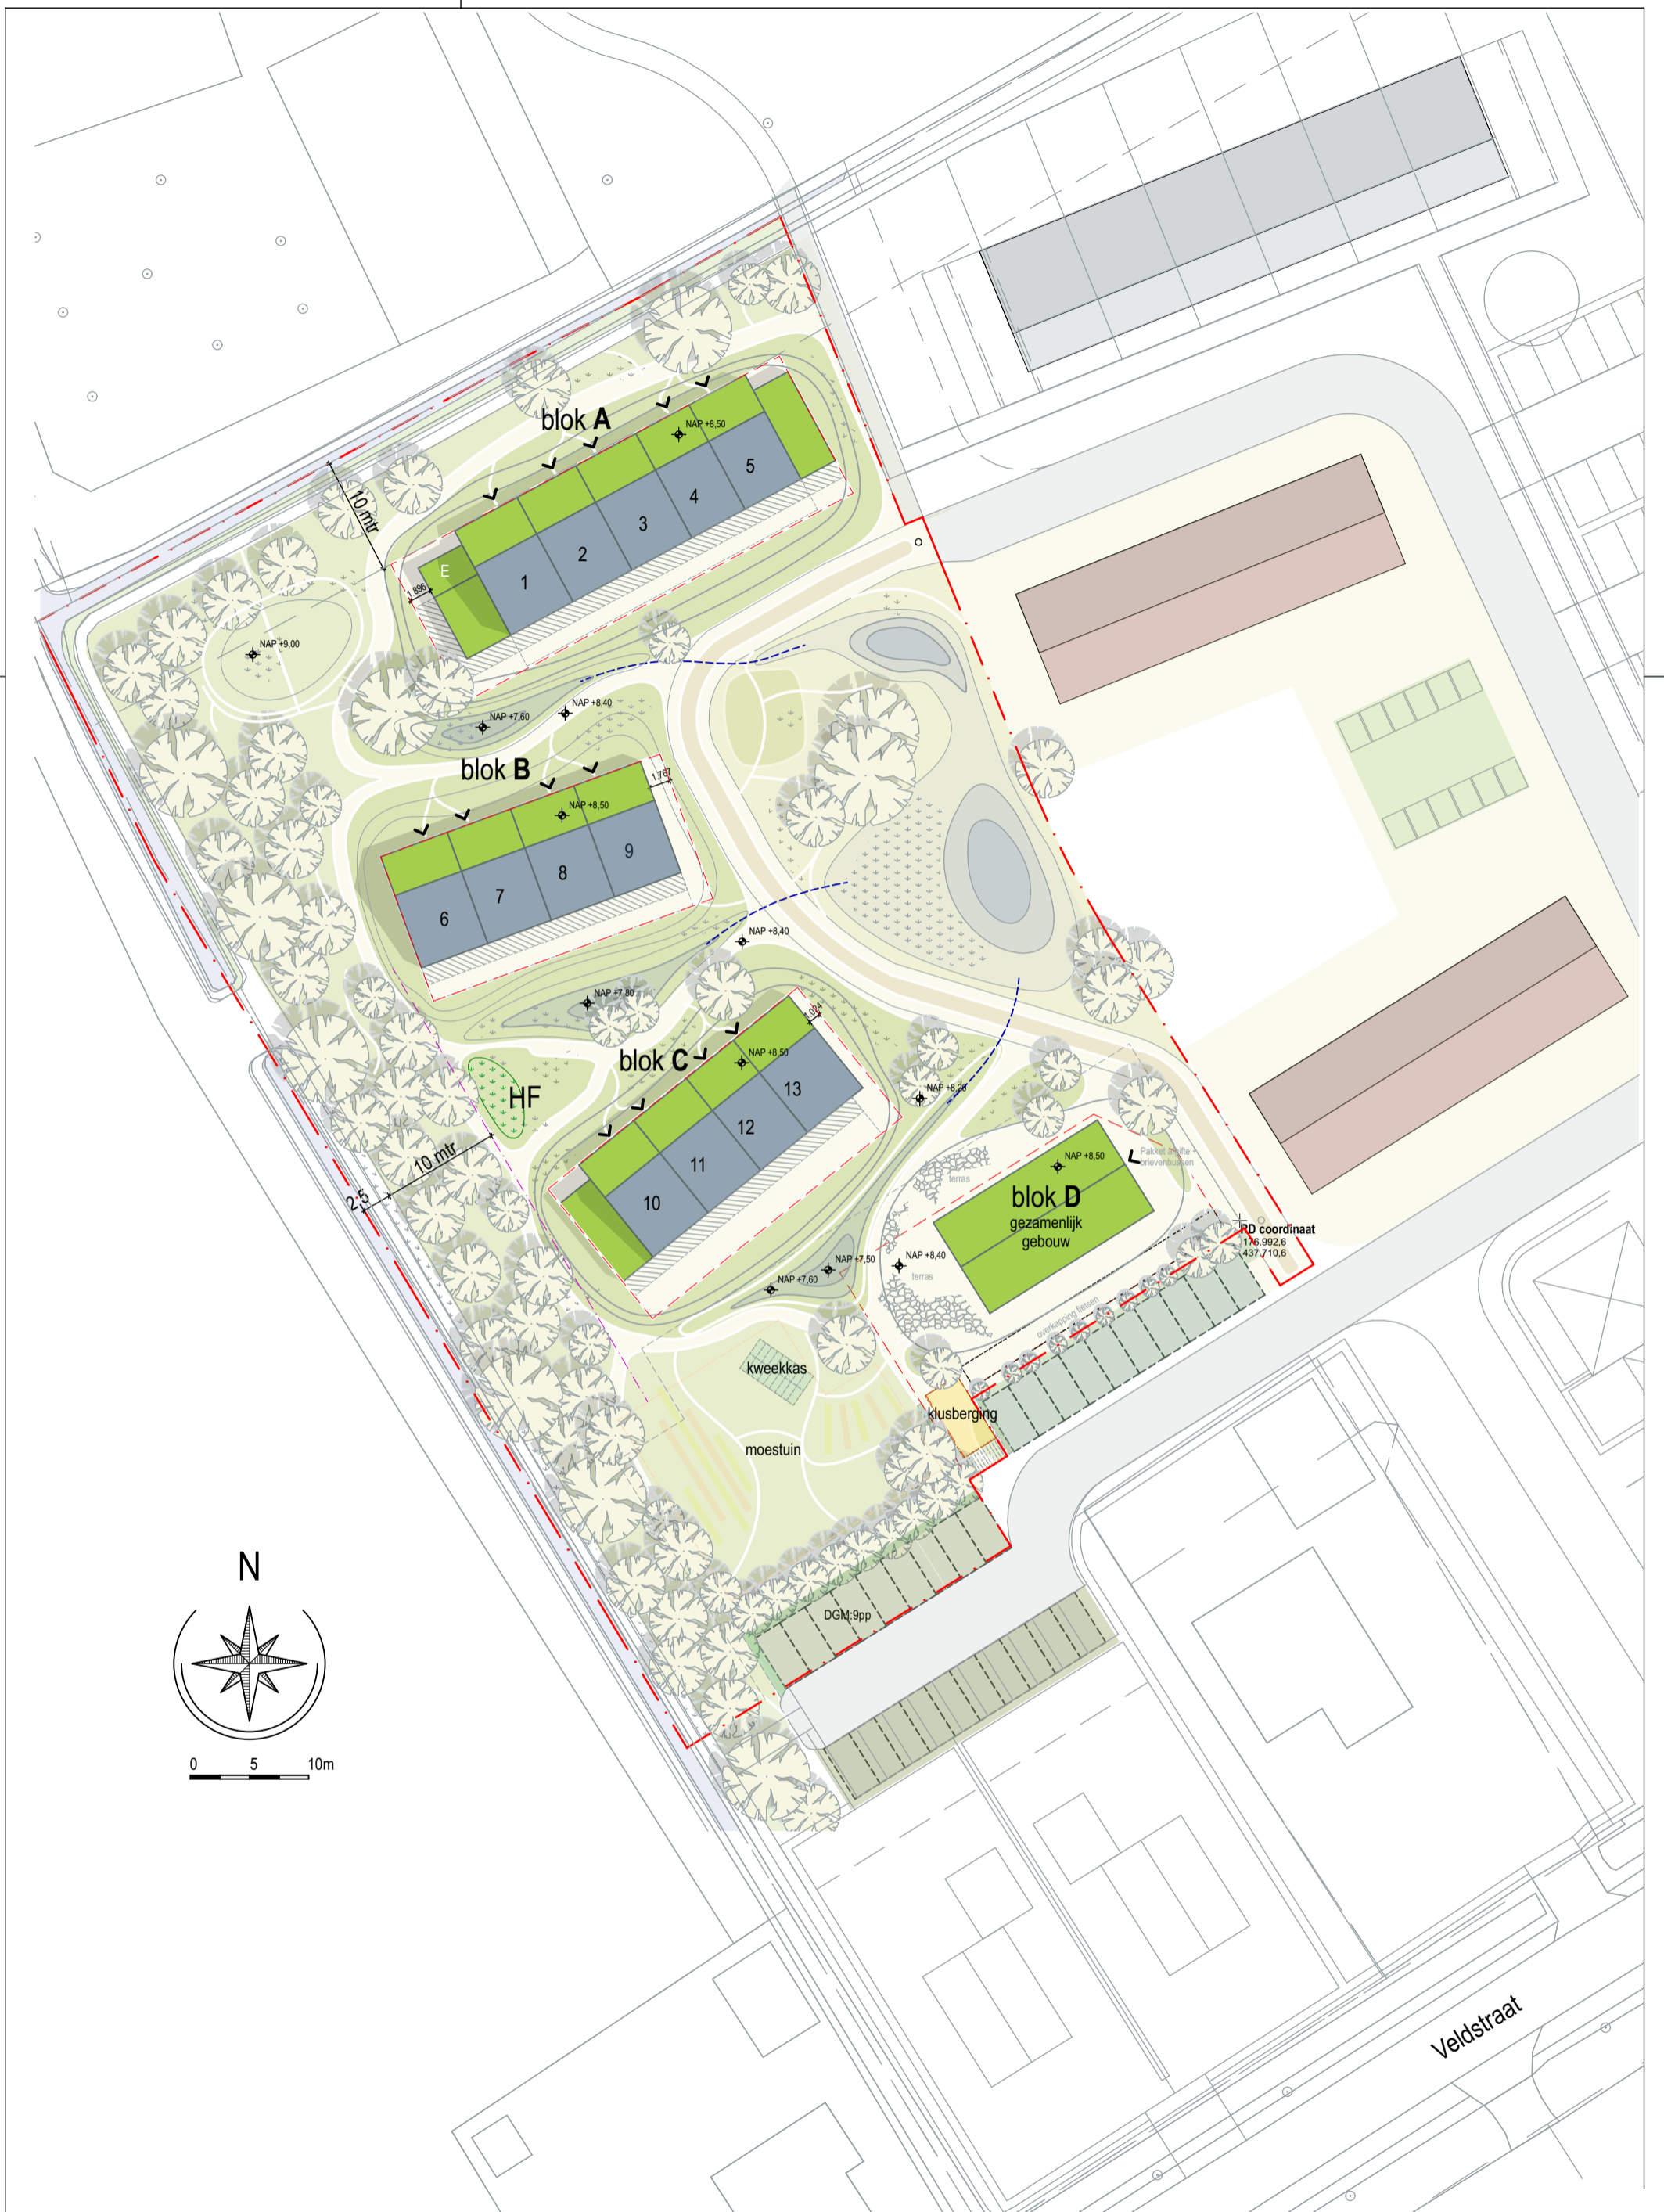 blok A
NAP +8,50
5
4
3
2
1
E
10 mtr
1.896
NAP +9,00
NAP +8,40
NAP +7,60
blok B
1.767
NAP +8,50
9
8
7
6
NAP +8,40
NAP +7,80
blok C
NAP +8,50
13
12
11
10
HF
10 mtr
2.5
NAP +8,20
NAP +8,50
Pakket
brievenbussen
terras
blok D
gezamenlijk
gebouw
RD coordinaat
176.992,6
437.710,6
NAP +7,50
NAP +8,40
NAP +7,60
terras
overkapping fietsen
kweekkas
klusberging
moestuin
DGM:9pp
N
0 5 10m
Veldstraat